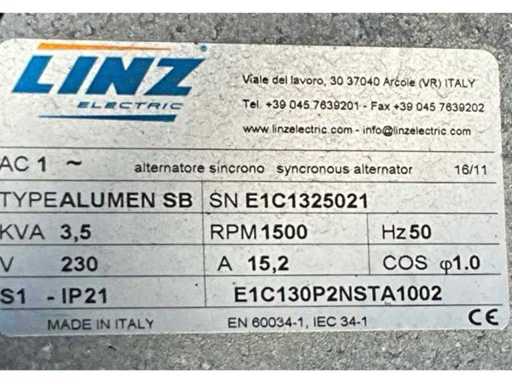 LINZ
ELECTRIC
Viale del lavoro, 30 37040 Arcole (VR) ITALY
Tel. +39 045 7639201 - Fax +39 045 7639202
www.linzelectric.com - info@linzelectric.com
AC 1 ~ alternatore sincrono syncronous alternator 16/11
TYPE ALUMEN SB SN E1C1325021
KVA 3,5 RPM 1500 Hz 50
V 230 A 15,2 COS φ 1.0
S1 - IP21 E1C130P2NSTA1002
MADE IN ITALY EN 60034-1, IEC 34-1 CE